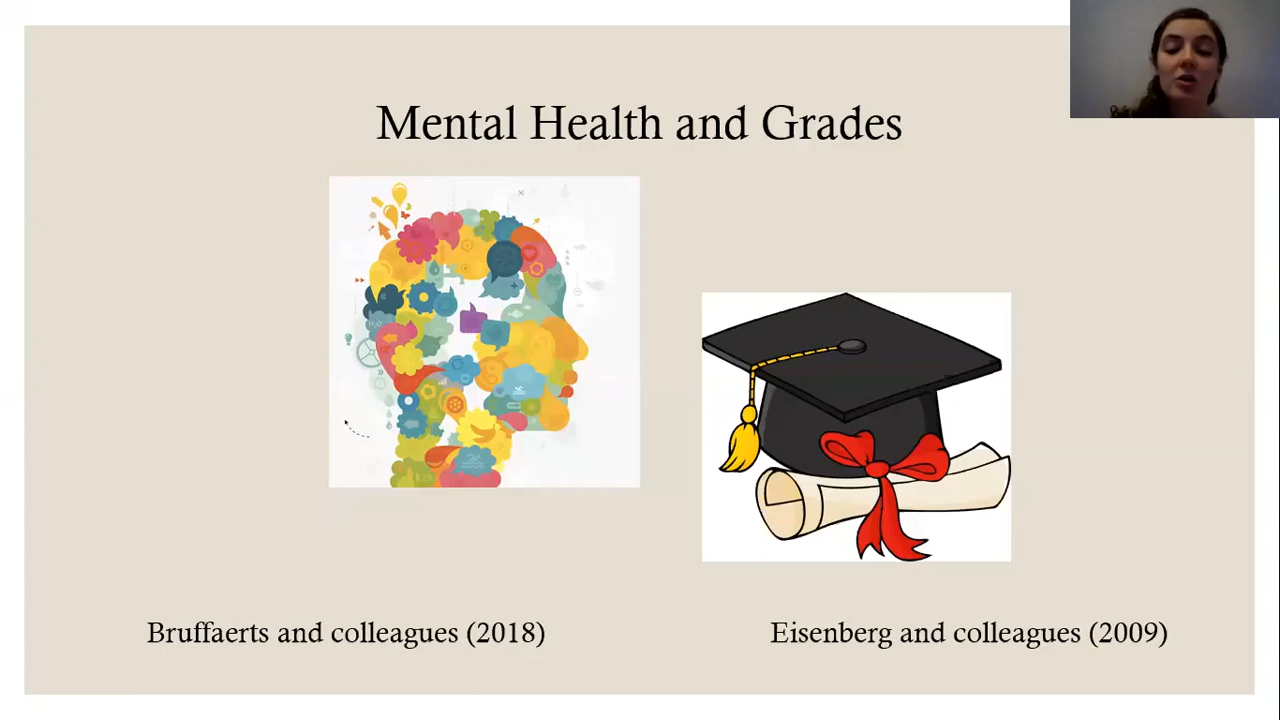 Mental Health and Grades
Bruffaerts and colleagues (2018)
Eisenberg and colleagues (2009)